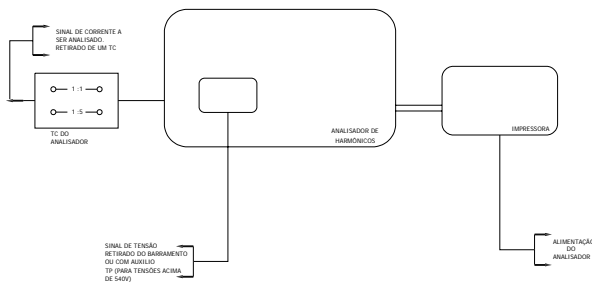 SINAL DE CORRENTE A
SER ANALISADO.
RETIRADO DE UM TC
1 :1
1 :5
TC DO
ANALISADOR
ANALISADOR DE
HARMÔNICOS
IMPRESSORA
SINAL DE TENSÃO
RETIRADO DO BARRAMENTO
OU COM AUXILIO
TP (PARA TENSÕES ACIMA
DE 540V)
ALIMENTAÇÃO
DO
ANALISADOR